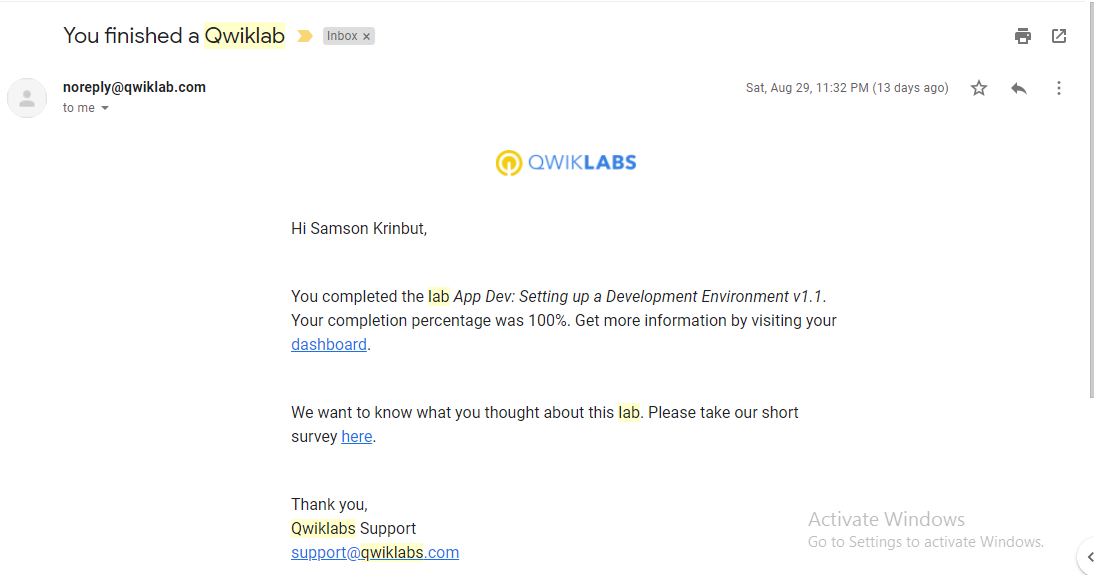 You finished a Qwiklab Inbox x
noreply@qwiklab.com Sat, Aug 29, 11:32 PM (13 days ago)
to me
QWIKLABS
Hi Samson Krinbut,
You completed the lab App Dev: Setting up a Development Environment v1.1.
Your completion percentage was 100%. Get more information by visiting your
dashboard.
We want to know what you thought about this lab. Please take our short
survey here.
Thank you,
Qwiklabs Support
support@qwiklabs.com
Activate Windows
Go to Settings to activate Windows.